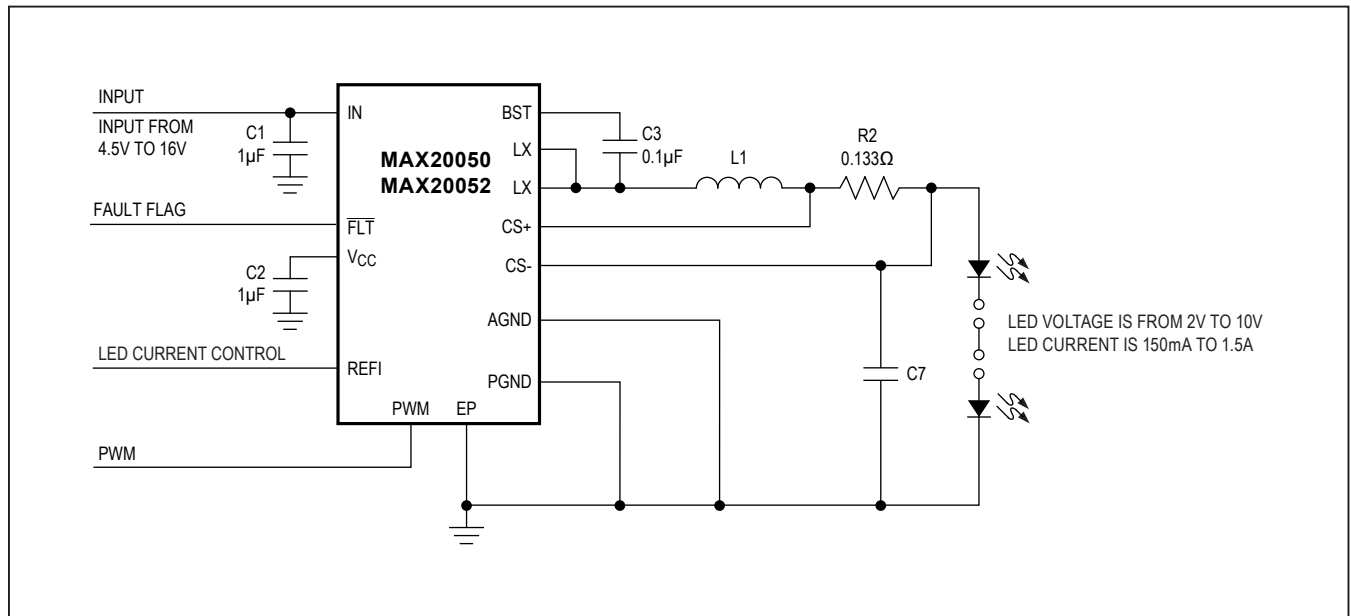 INPUT
INPUT FROM
4.5V TO 16V
C1
1µF
IN
MAX20050
MAX20052
BST
LX
LX
C3
0.1µF
L1
R2
0.133Ω
FAULT FLAG
FLT
VCC
C2
1µF
CS+
CS-
AGND
PGND
LED CURRENT CONTROL
REFI
PWM
EP
PWM
C7
LED VOLTAGE IS FROM 2V TO 10V
LED CURRENT IS 150mA TO 1.5A